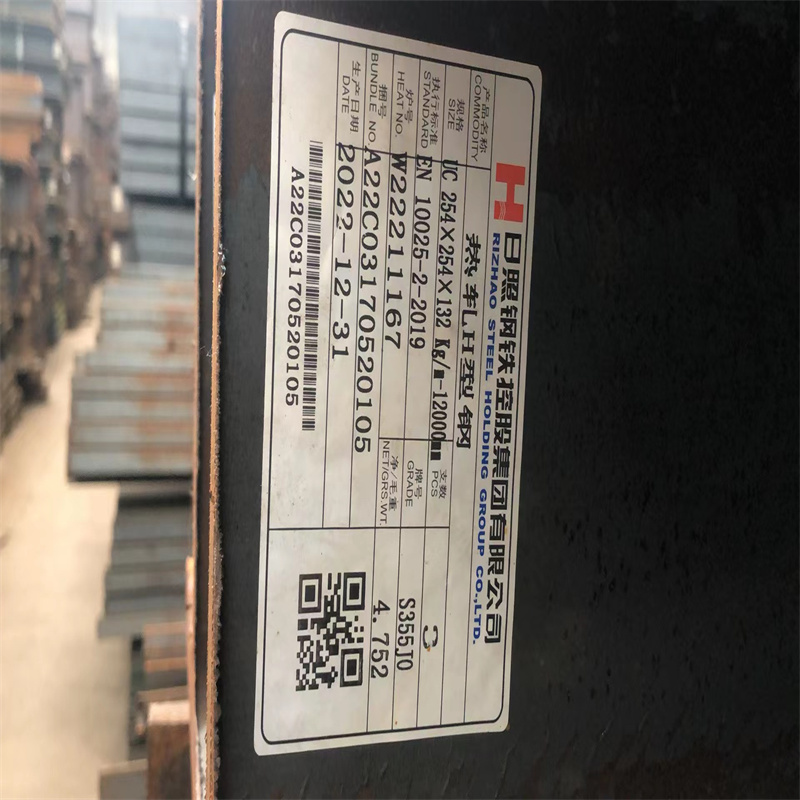 日照钢铁控股集团有限公司
RIZHAO STEEL HOLDING GROUP CO.,LTD.
产品名称
COMMODITY
热轧H型钢
规格
SIZE
UC 254×254×132 Kg/m-12000mm
支数
PCS
3
执行标准
STANDARD
EN 10025-2-2019
牌号
GRADE
S355J0
炉号
HEAT NO.
W22211167
净/毛重
NET/GRS.WT.
4.752
捆号
BUNDLE NO.
A22C03170520105
生产日期
DATE
2022-12-31
A22C03170520105